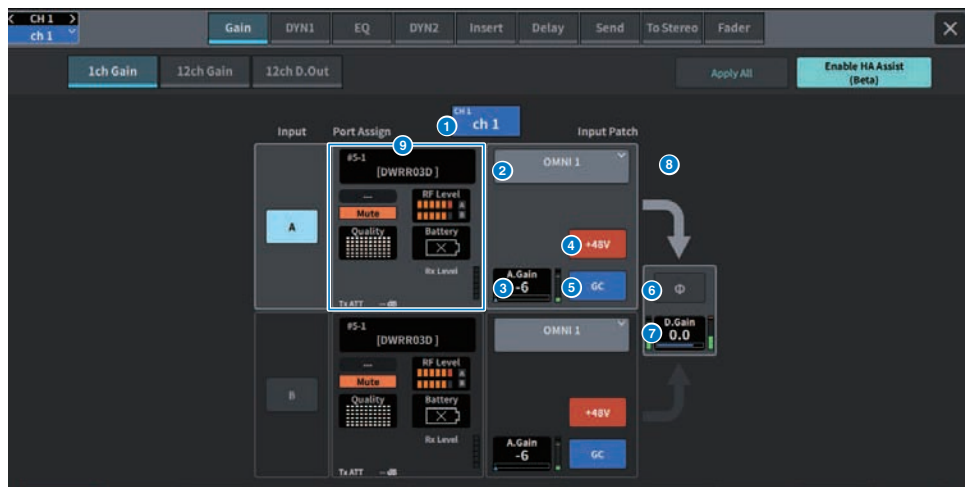 CH 1
ch 1
Gain DYN1 EQ DYN2 Insert Delay Send To Stereo Fader
1ch Gain 12ch Gain 12ch D.Out Apply All Enable HA Assist
(Beta)
CH 1
1 ch 1
Input Port Assign Input Patch
9
#5-1
[DWRR03D ]
2 OMNI 1
8
---
Mute
RF Level
A
B
A
Quality
Battery
4 +48V
Rx Level
3 A.Gain
-6
5 GC
Tx ATT -- dB
6 Φ
7 D.Gain
0.0
#5-1
[DWRR03D ]
OMNI 1
---
Mute
RF Level
A
B
B
Quality
Battery
+48V
Rx Level
A.Gain
-6
GC
Tx ATT -- dB